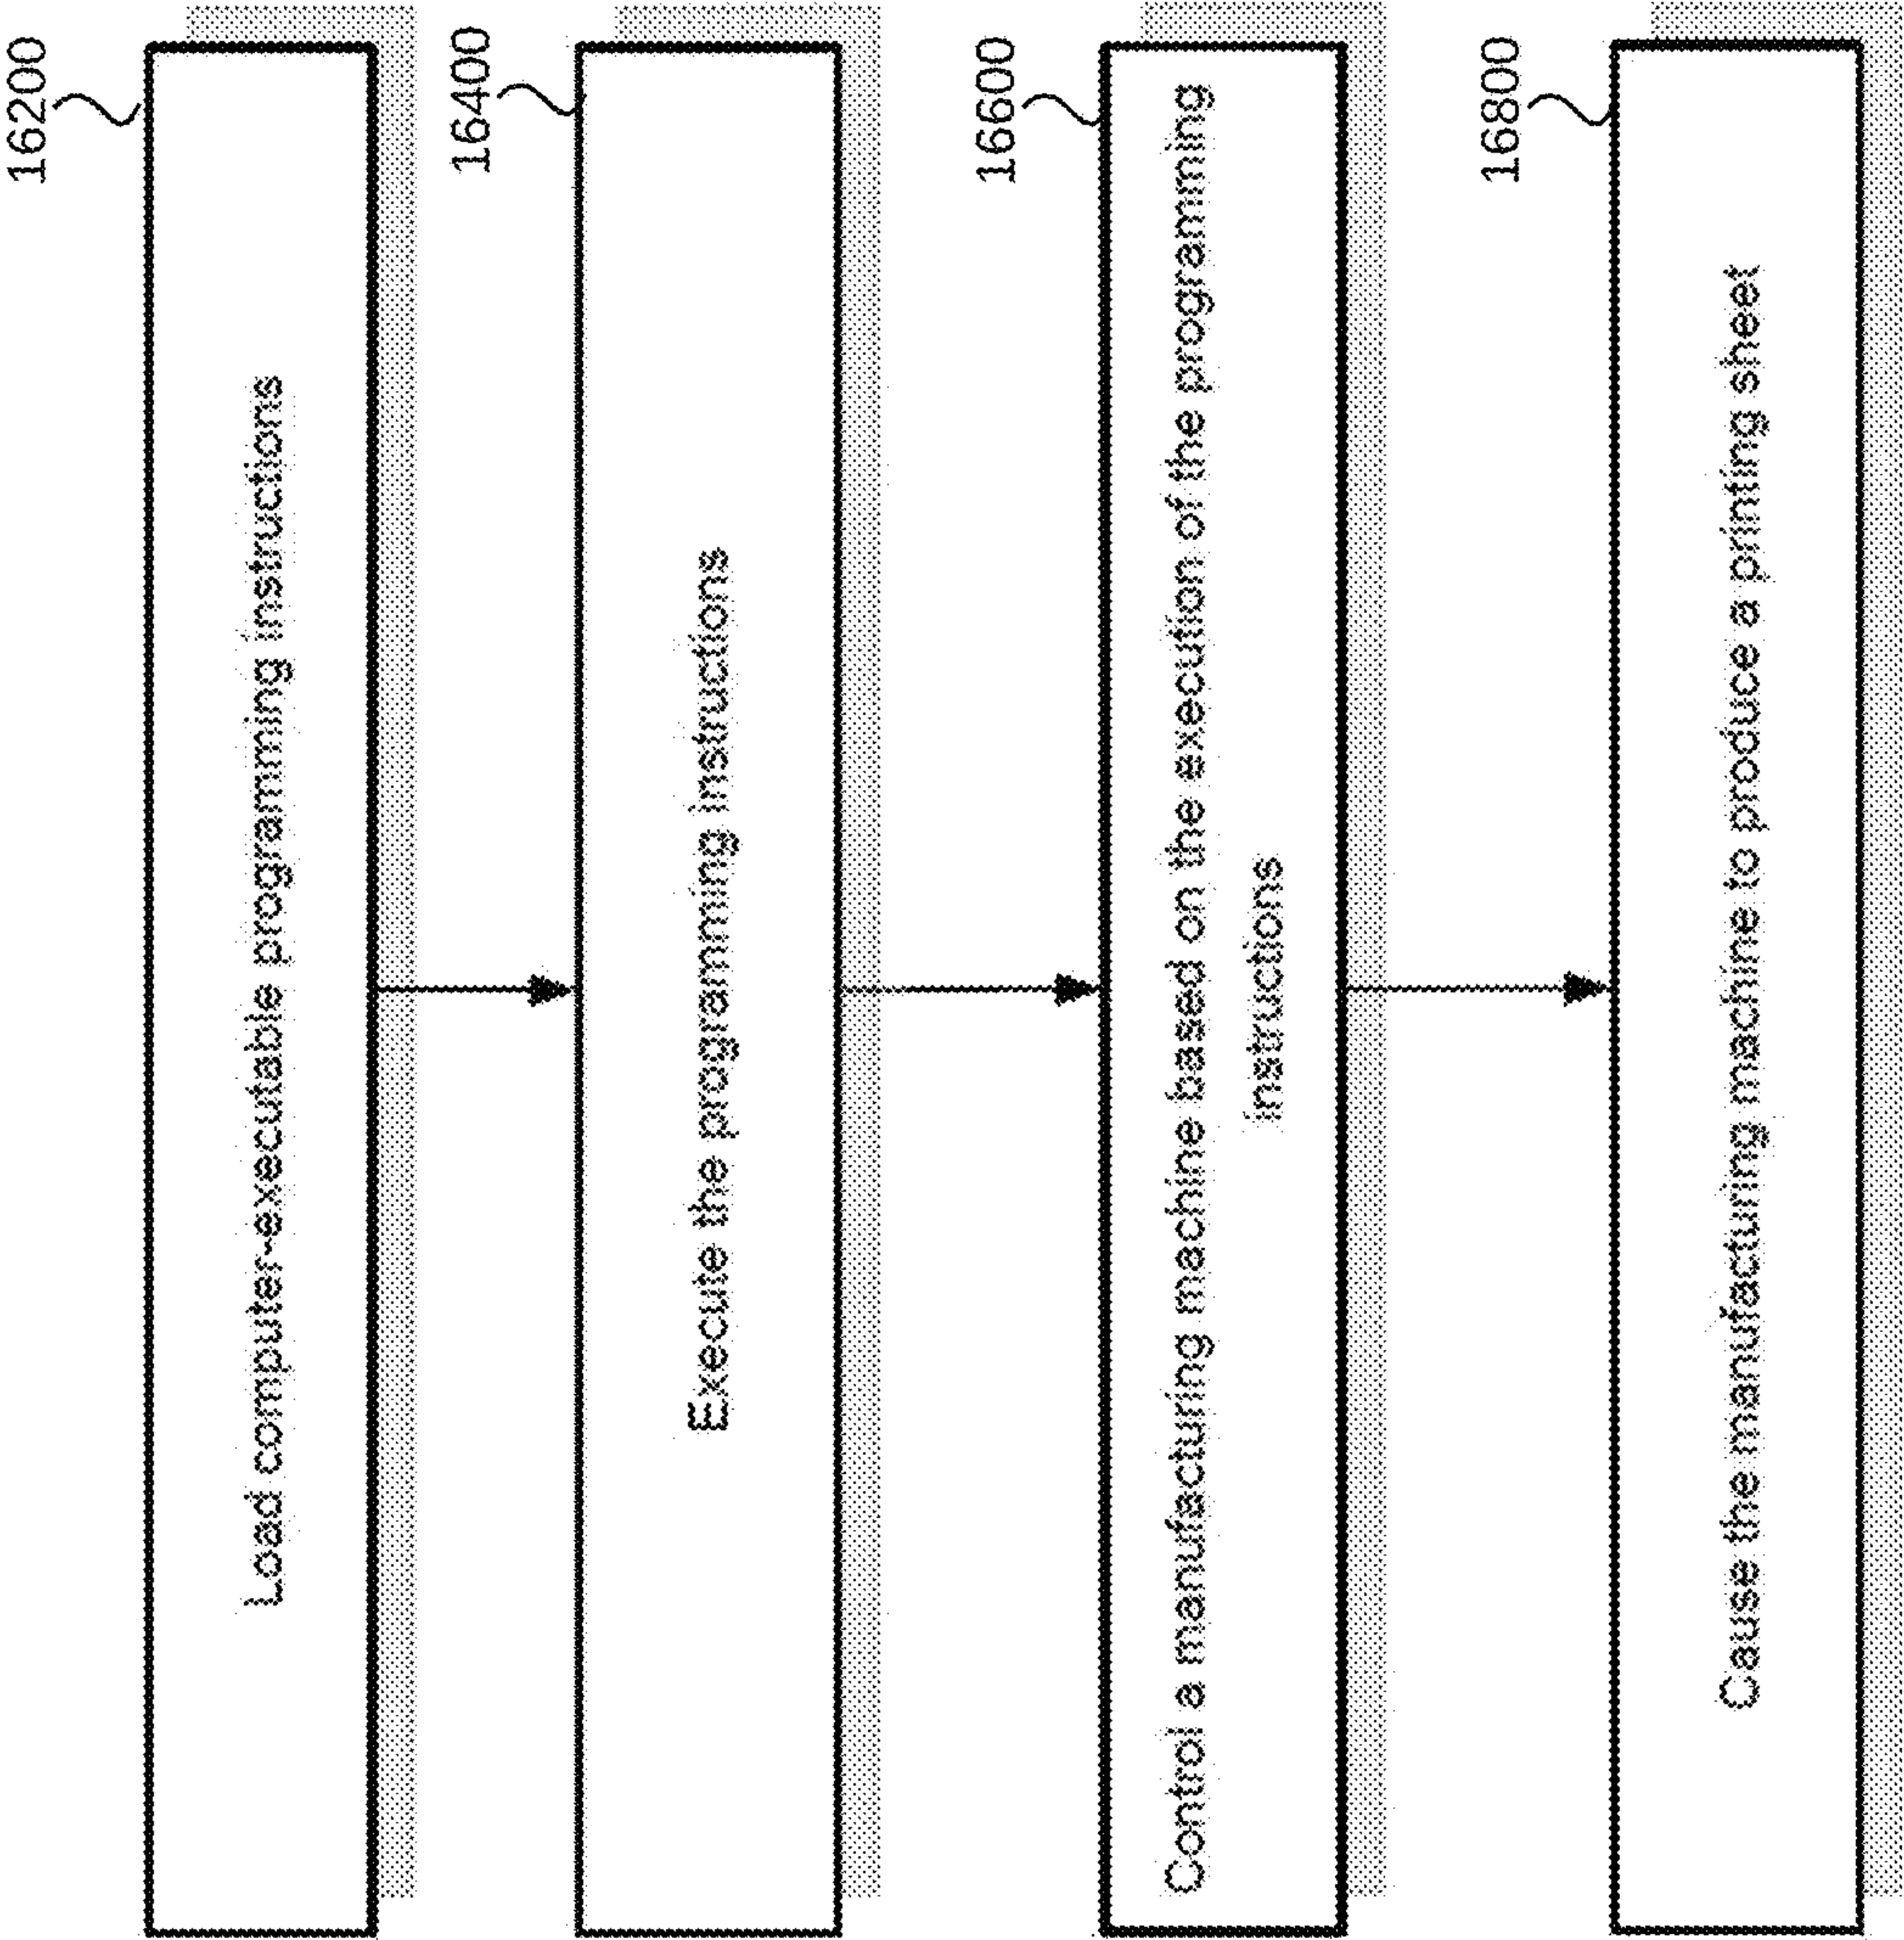 16200
Load computer-executable programming instructions
16400
Execute the programming instructions
16600
Control a manufacturing machine based on the execution of the programming
instructions
16800
Cause the manufacturing machine to produce a printing sheet